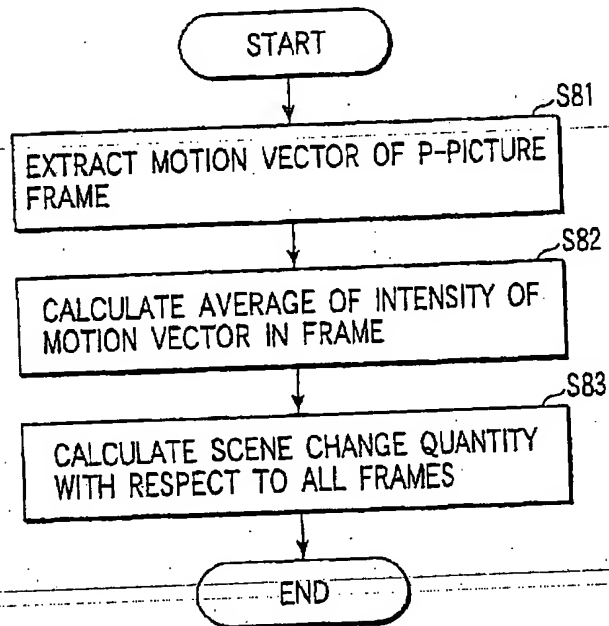 START
S81
EXTRACT MOTION VECTOR OF P-PICTURE
FRAME
S82
CALCULATE AVERAGE OF INTENSITY OF
MOTION VECTOR IN FRAME
S83
CALCULATE SCENE CHANGE QUANTITY
WITH RESPECT TO ALL FRAMES
END